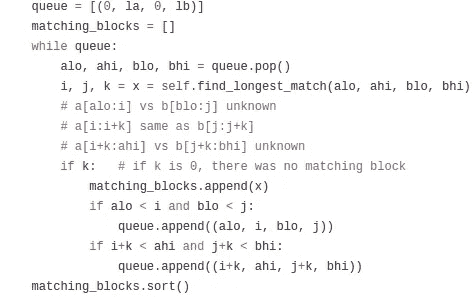 queue = [(0, la, 0, lb)]
matching_blocks = []
while queue:
    alo, ahi, blo, bhi = queue.pop()
    i, j, k = x = self.find_longest_match(alo, ahi, blo, bhi)
    # a[alo:i] vs b[blo:j] unknown
    # a[i:i+k] same as b[j:j+k]
    # a[i+k:ahi] vs b[j+k:bhi] unknown
    if k:   # if k is 0, there was no matching block
        matching_blocks.append(x)
        if alo < i and blo < j:
            queue.append((alo, i, blo, j))
        if i+k < ahi and j+k < bhi:
            queue.append((i+k, ahi, j+k, bhi))
matching_blocks.sort()